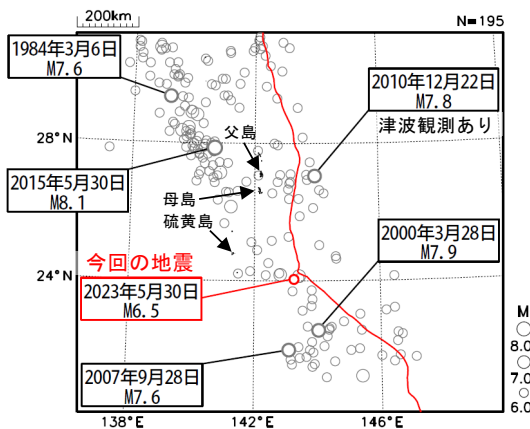 200km
N=195
1984年3月6日
M7.6
2010年12月22日
M7.8
津波観測あり
28°N
父島
2015年5月30日
M8.1
母島
硫黄島
今回の地震
2000年3月28日
M7.9
24°N
2023年5月30日
M6.5
M
8.0
7.0
6.0
2007年9月28日
M7.6
138°E
142°E
146°E